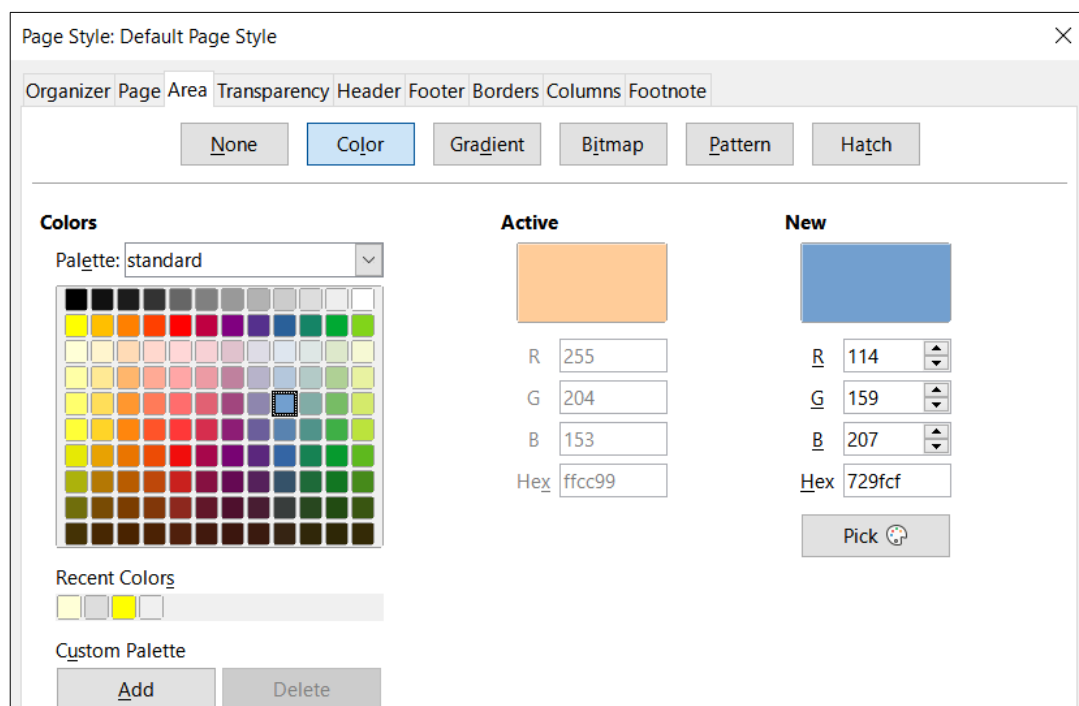 Page Style: Default Page Style
Organizer Page Area Transparency Header Footer Borders Columns Footnote
None Color Gradient Bitmap Pattern Hatch
Colors Active New
Palette: standard
R 255 R 114
G 204 G 159
B 153 B 207
Hex ffcc99 Hex 729fcf
Pick
Recent Colors
Custom Palette
Add Delete